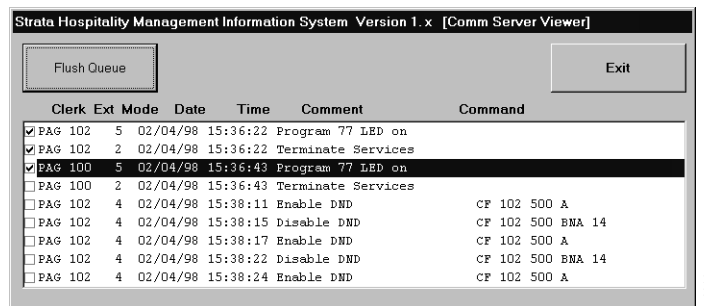 Strata Hospitality Management Information System Version 1.x [Comm Server Viewer]
Flush Queue
Exit
Clerk Ext Mode Date Time Comment Command
PAG 102 5 02/04/98 15:36:22 Program 77 LED on
PAG 102 2 02/04/98 15:36:22 Terminate Services
PAG 100 5 02/04/98 15:36:43 Program 77 LED on
PAG 100 2 02/04/98 15:36:43 Terminate Services
PAG 102 4 02/04/98 15:38:11 Enable DND CF 102 500 A
PAG 102 4 02/04/98 15:38:15 Disable DND CF 102 500 BNA 14
PAG 102 4 02/04/98 15:38:17 Enable DND CF 102 500 A
PAG 102 4 02/04/98 15:38:22 Disable DND CF 102 500 BNA 14
PAG 102 4 02/04/98 15:38:24 Enable DND CF 102 500 A